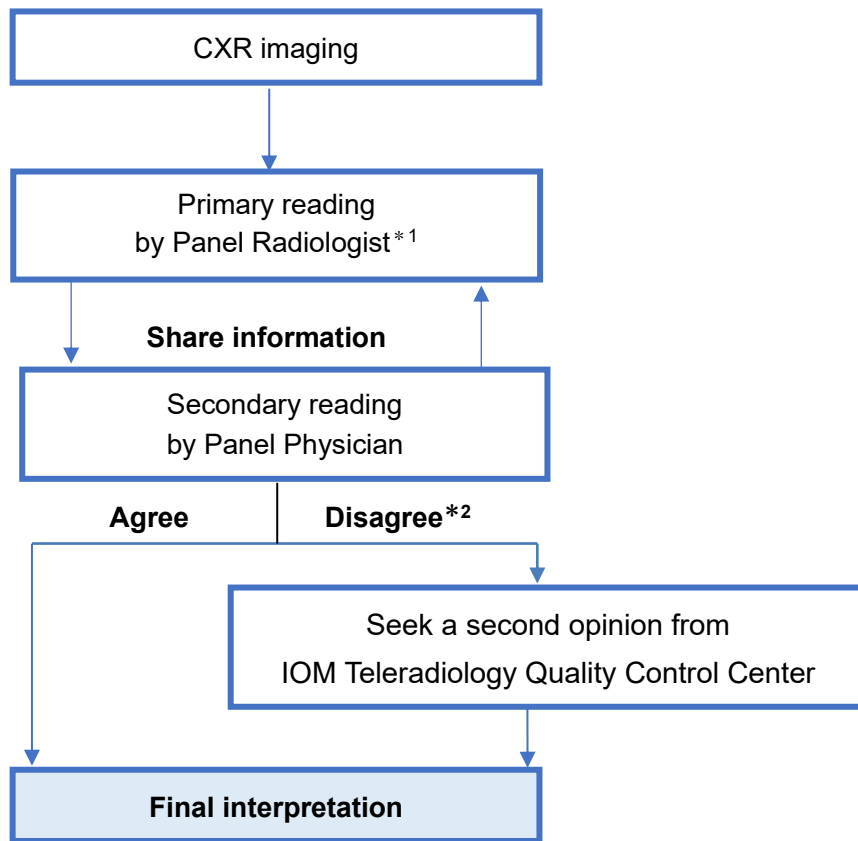 CXR imaging
Primary reading
by Panel Radiologist*1
Share information
Secondary reading
by Panel Physician
Agree
Disagree*2
Seek a second opinion from
IOM Teleradiology Quality Control Center
Final interpretation